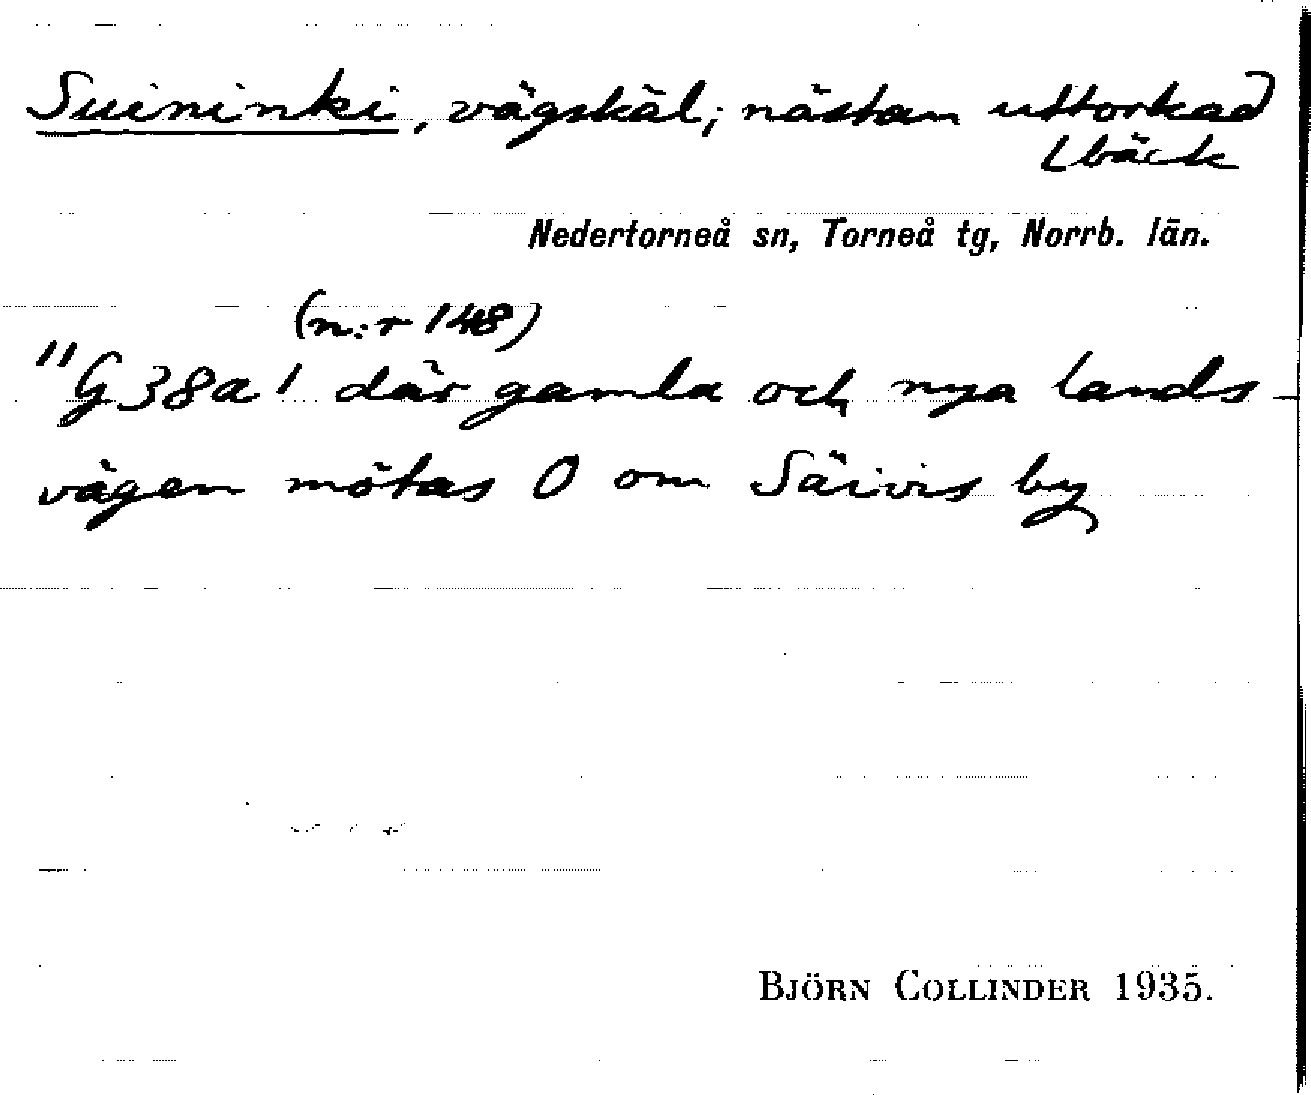 Suininki, vägskäl; nästan uttorkad
bäck
Nedertorneå sn, Torneå tg, Norrb. län.
(n:r 148)
"G 38a1 där gamla och nya lands-
vägen mötas O om Säivis by
BJÖRN COLLINDER 1935.